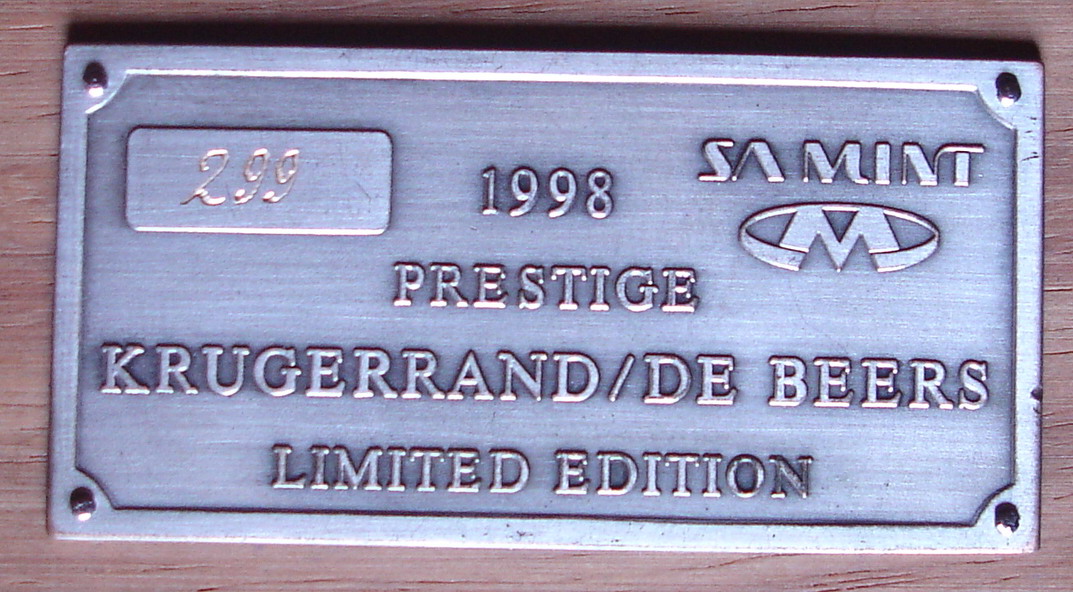 299
1998
SA MINT
M
PRESTIGE
KRUGERRAND/DE BEERS
LIMITED EDITION